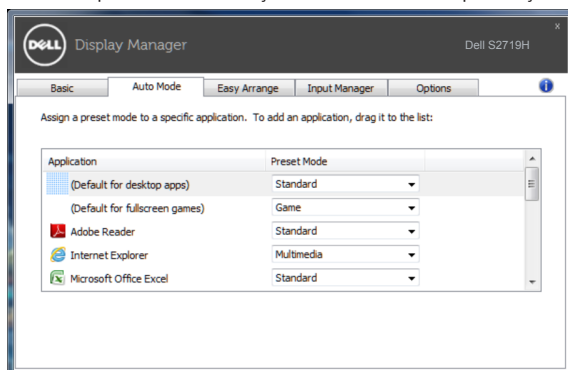 DELL Display Manager
Dell S2719H
x
Basic Auto Mode Easy Arrange Input Manager Options i
Assign a preset mode to a specific application. To add an application, drag it to the list:
Application Preset Mode
(Default for desktop apps) Standard
(Default for fullscreen games) Game
Adobe Reader Standard
Internet Explorer Multimedia
Microsoft Office Excel Standard